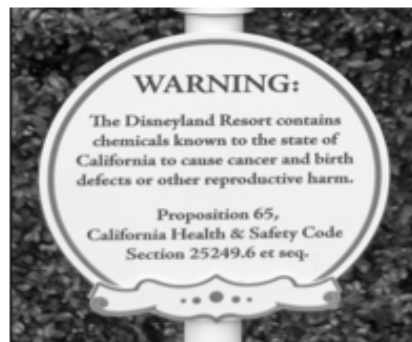 WARNING:
The Disneyland Resort contains
chemicals known to the state of
California to cause cancer and birth
defects or other reproductive harm.
Proposition 65,
California Health & Safety Code
Section 25249.6 et seq.